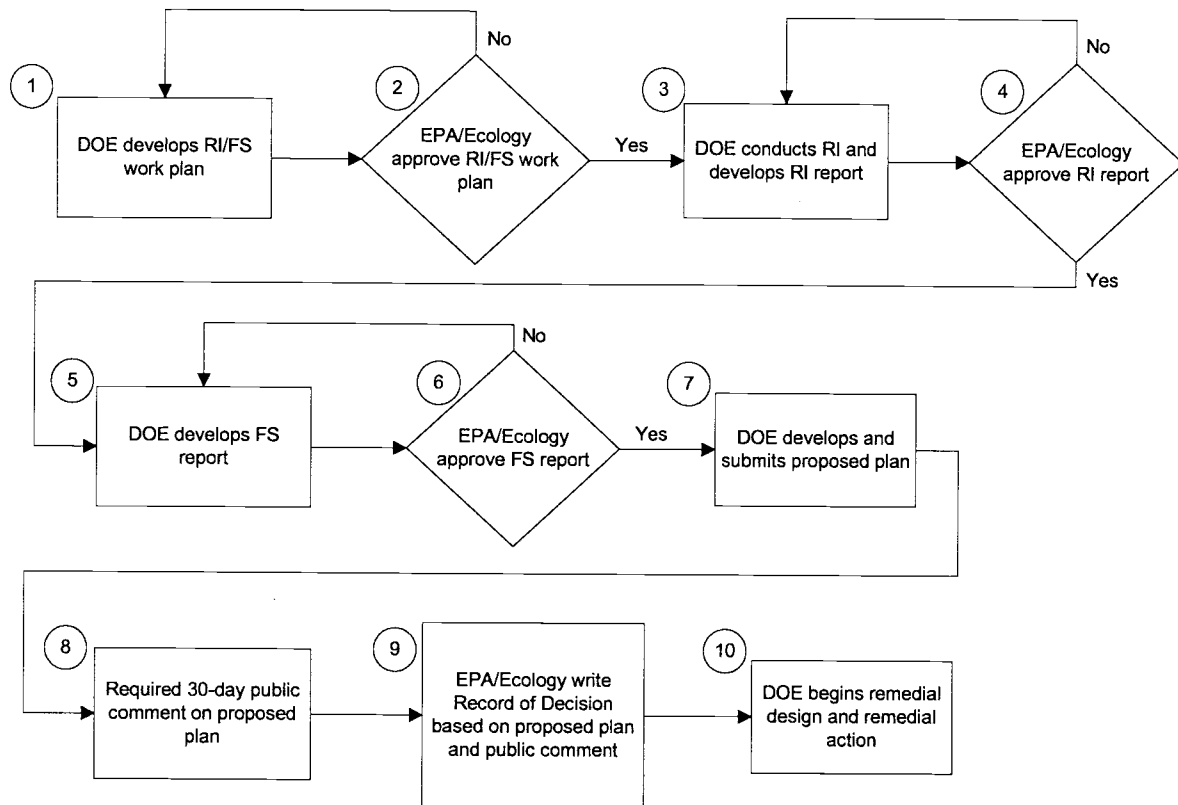 No
No
1
2
3
4
DOE develops RI/FS
work plan
EPA/Ecology
approve RI/FS work
plan
Yes
DOE conducts RI and
develops RI report
EPA/Ecology
approve RI report
Yes
No
5
6
7
DOE develops FS
report
EPA/Ecology
approve FS report
Yes
DOE develops and
submits proposed plan
8
9
10
Required 30-day public
comment on proposed
plan
EPA/Ecology write
Record of Decision
based on proposed plan
and public comment
DOE begins remedial
design and remedial
action